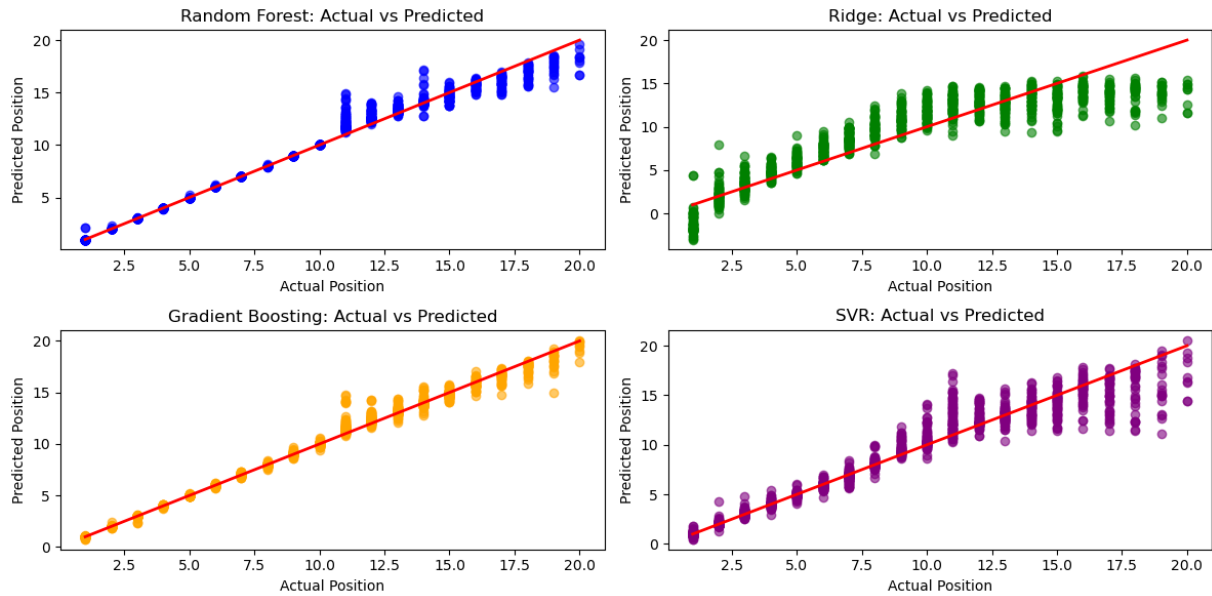 Random Forest: Actual vs Predicted
Predicted Position
20
15
10
5
2.5 5.0 7.5 10.0 12.5 15.0 17.5 20.0
Actual Position
Ridge: Actual vs Predicted
Predicted Position
20
15
10
5
0
2.5 5.0 7.5 10.0 12.5 15.0 17.5 20.0
Actual Position
Gradient Boosting: Actual vs Predicted
Predicted Position
20
15
10
5
0
2.5 5.0 7.5 10.0 12.5 15.0 17.5 20.0
Actual Position
SVR: Actual vs Predicted
Predicted Position
20
15
10
5
0
2.5 5.0 7.5 10.0 12.5 15.0 17.5 20.0
Actual Position